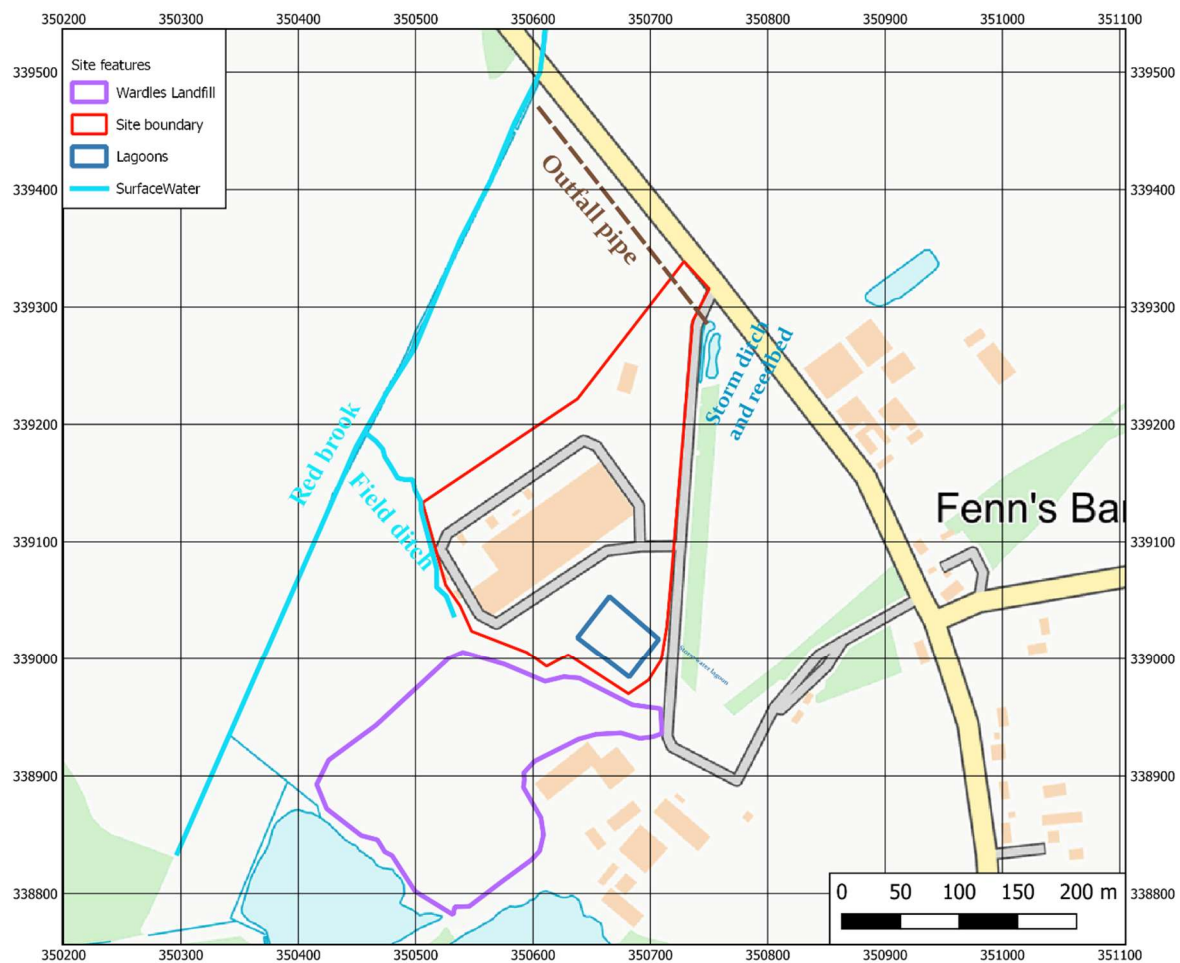 350200 350300 350400 350500 350600 350700 350800 350900 351000 351100
339500 339500
Site features
Wardles Landfill
Site boundary
Lagoons
SurfaceWater
339400 339400
Outfall pipe
339300 339300
Storm ditch
and reedbed
339200 339200
Red brook
Field ditch
Fenn's Ba
339100 339100
339000 339000
Storm water lagoon
338900 338900
338800 338800
0 50 100 150 200 m
350200 350300 350400 350500 350600 350700 350800 350900 351000 351100